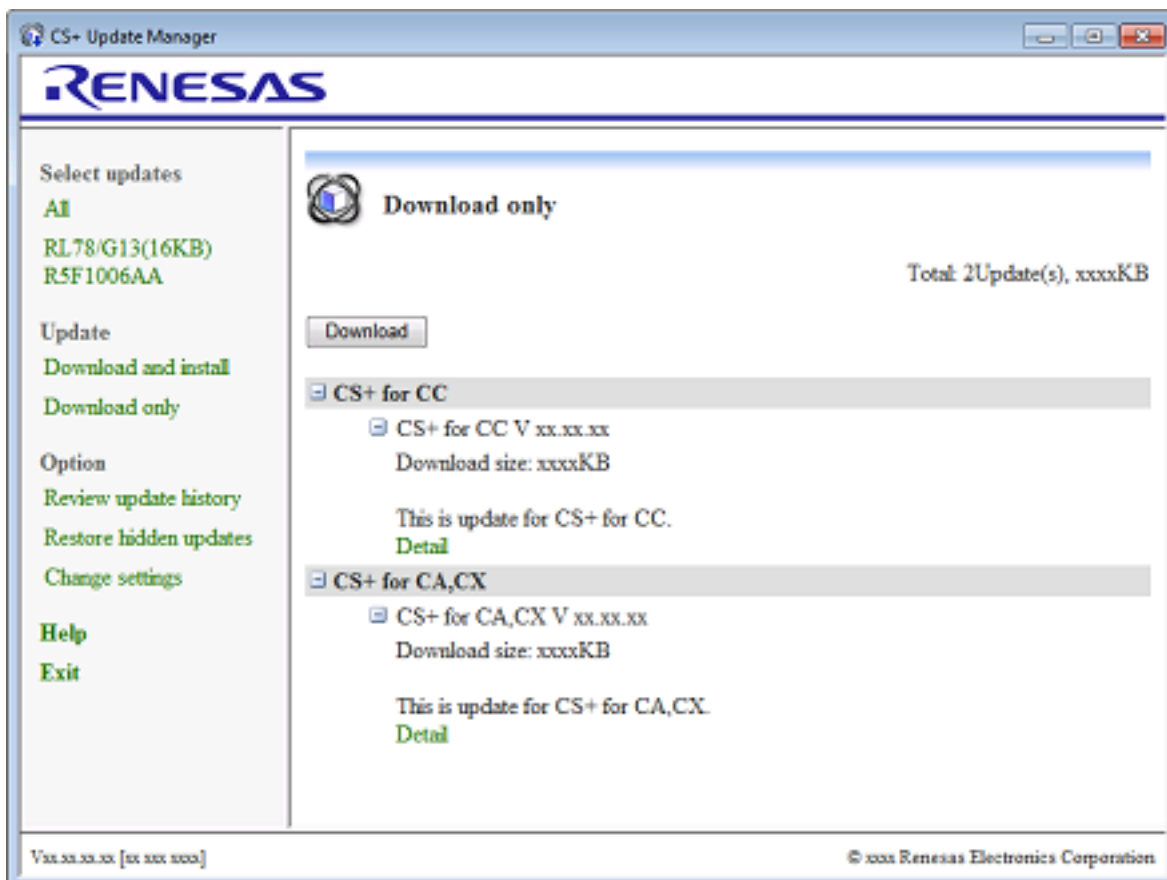 CS+ Update Manager
RENESAS
Select updates
All
RL78/G13(16KB)
R5F1006AA
Update
Download and install
Download only
Option
Review update history
Restore hidden updates
Change settings
Help
Exit
Download only
Total: 2Update(s), xxxxKB
Download
CS+ for CC
CS+ for CC V xx.xx.xx
Download size: xxxxKB
This is update for CS+ for CC.
Detail
CS+ for CA,CX
CS+ for CA,CX V xx.xx.xx
Download size: xxxxKB
This is update for CS+ for CA,CX.
Detail
Vxx.xx.xx.xx [xx xxx xxxx]
© xxxx Renesas Electronics Corporation